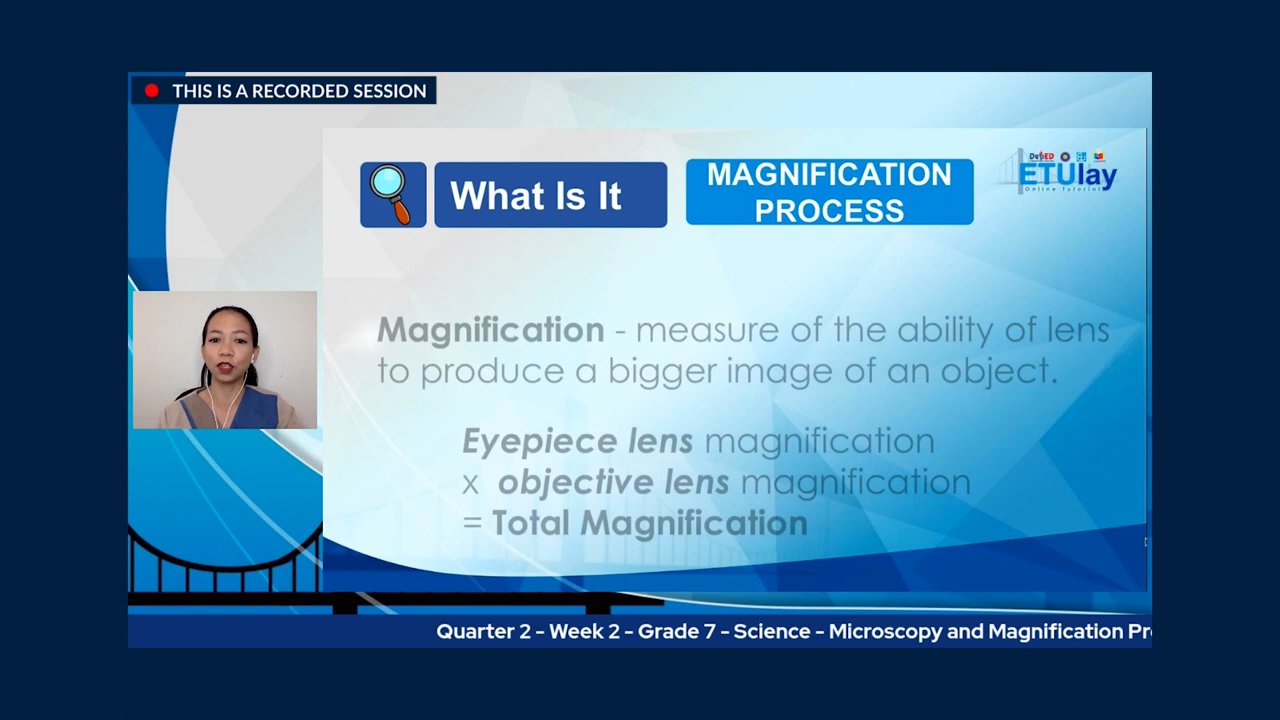 THIS IS A RECORDED SESSION
What Is It
MAGNIFICATION
PROCESS
DepED
ETUlay
Online Tutorial
Magnification - measure of the ability of lens
to produce a bigger image of an object.
Eyepiece lens magnification
x objective lens magnification
= Total Magnification
Quarter 2 - Week 2 - Grade 7 - Science - Microscopy and Magnification Pr